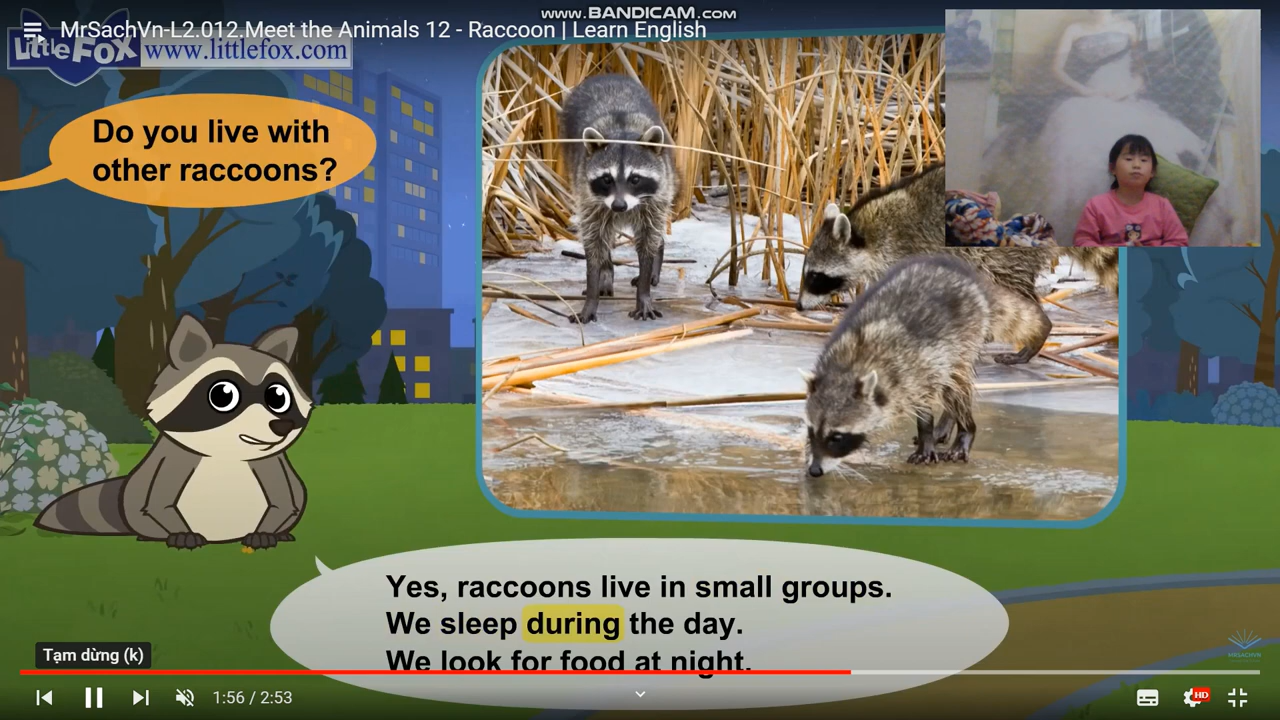 www.BANDICAM.com
MrSachVn-L2.012.Meet the Animals 12 - Raccoon | Learn English
Little Fox www.littlefox.com
Do you live with
other raccoons?
Yes, raccoons live in small groups.
We sleep during the day.
We look for food at night.
MRSACHVN
Tạm dừng (k)
1:56 / 2:53
HD